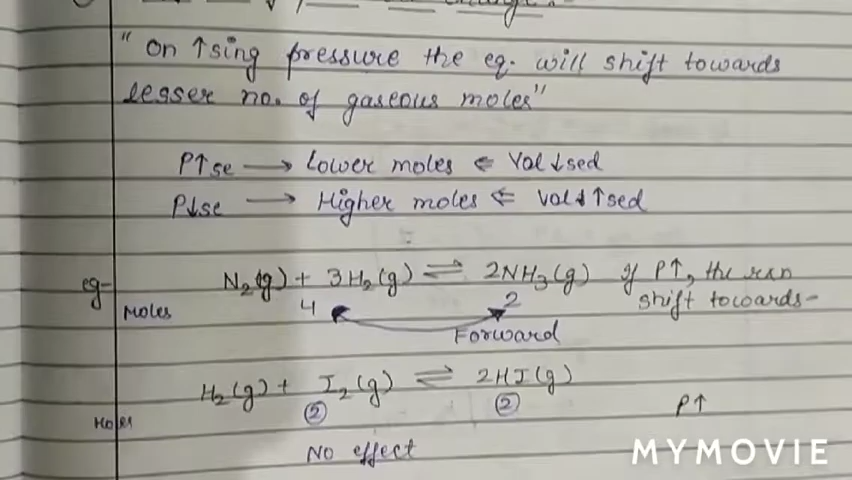 "On ↑sing pressure the eq. will shift towards
lesser no. of gaseous moles"
P↑se → Lower moles ⇐ Vol ↓sed
P↓se → Higher moles ⇐ Vol ↑sed
eg- N₂(g) + 3H₂(g) ⇌ 2NH₃(g) If P↑, the rxn
shift towards-
Moles 4 2
Forward
H₂(g) + I₂(g) ⇌ 2HI(g)
Moles ② ② P↑
No effect
MYMOVIE